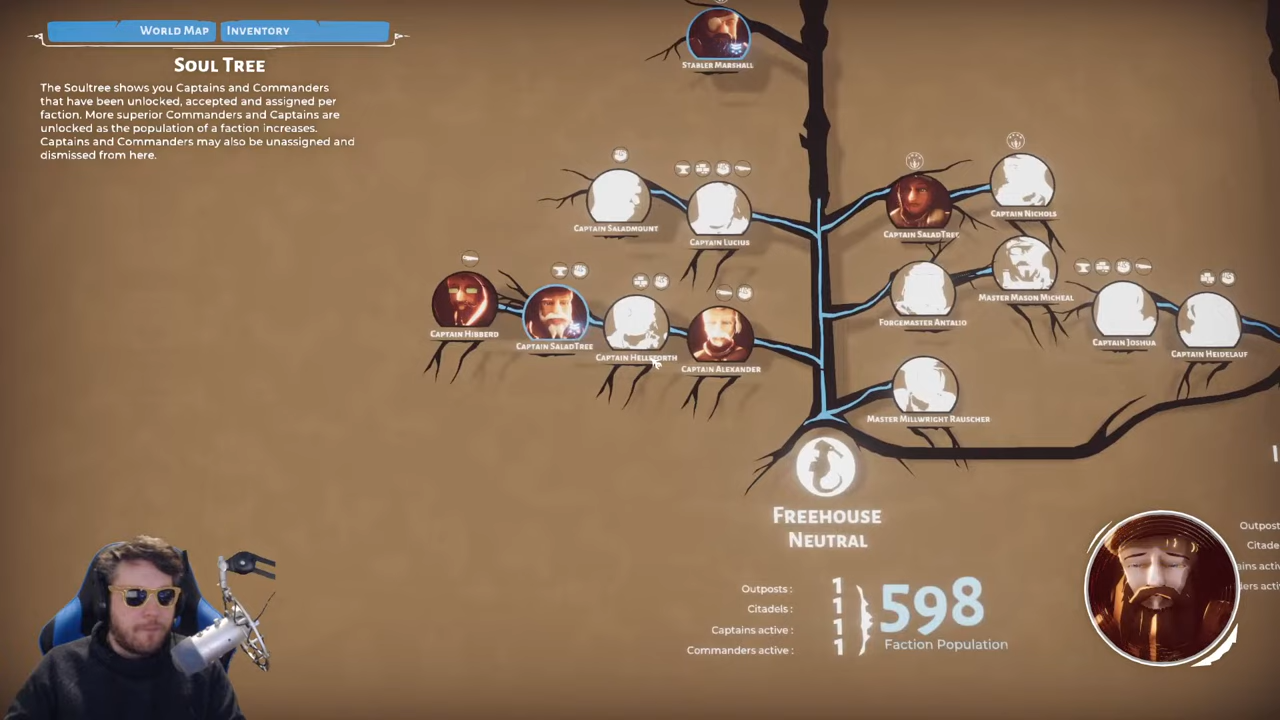 World Map
Inventory
Soul Tree
The Soultree shows you Captains and Commanders
that have been unlocked, accepted and assigned per
faction. More superior Commanders and Captains are
unlocked as the population of a faction increases.
Captains and Commanders may also be unassigned and
dismissed from here.
Stabler Marshall
Captain Saladmount
Captain Lucius
Captain SaladTrey
Captain Nichols
Captain Hibberd
Captain SaladTree
Captain Hellsforth
Captain Alexander
Forgemaster Antalio
Master Mason Micheal
Captain Joshua
Captain Heidelauf
Master Millwright Rauscher
Freehouse
Neutral
Outposts : 1
Citadels : 1
Captains active : 1
Commanders active : 1
598
Faction Population
Outpost
Citade